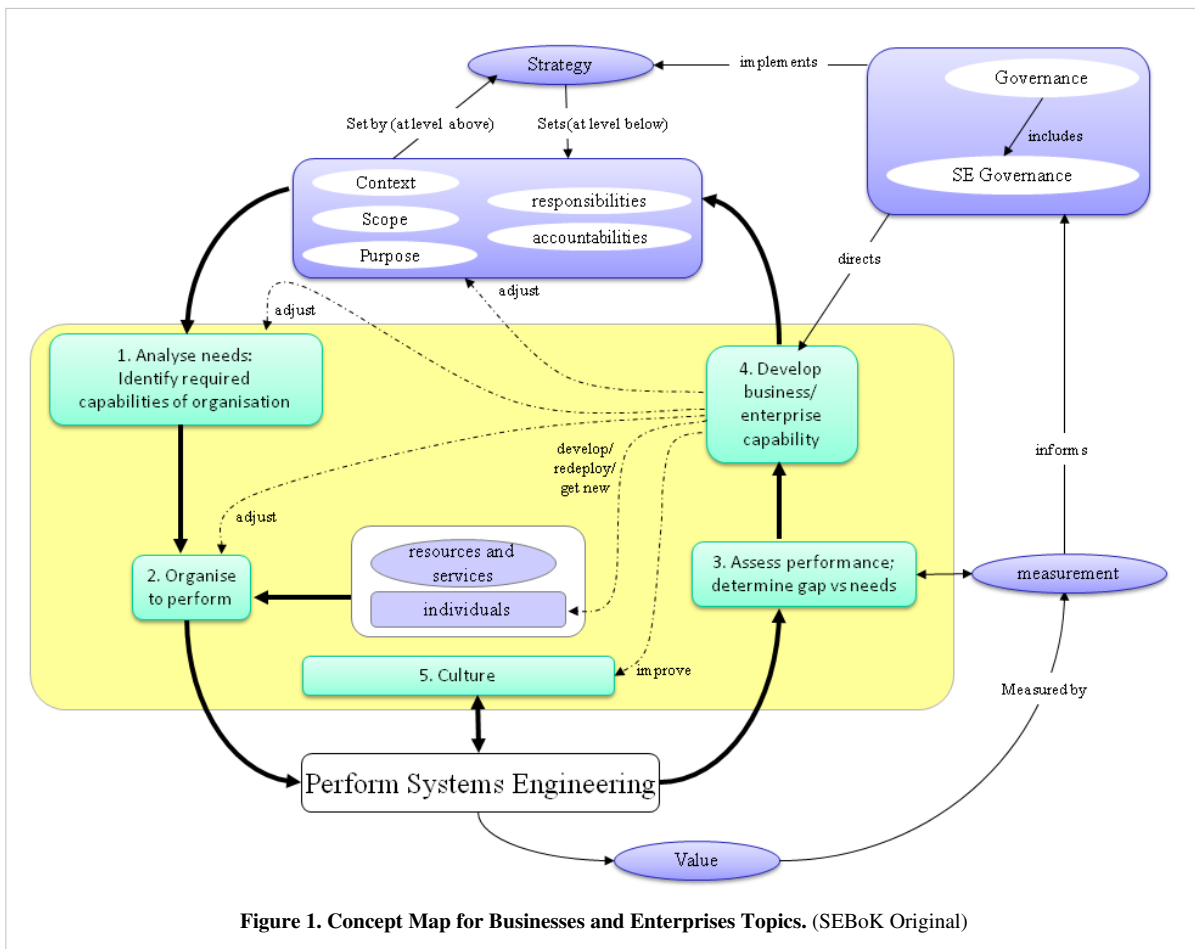 Strategy
implements
Governance
includes
SE Governance
Set by (at level above)
Sets(at level below)
Context
Scope
Purpose
responsibilities
accountabilities
directs
adjust
adjust
1. Analyse needs:
Identify required
capabilities of organisation
4. Develop
business/
enterprise
capability
develop/
redeploy/
get new
informs
adjust
2. Organise
to perform
resources and
services
individuals
3. Assess performance;
determine gap vs needs
measurement
5. Culture
improve
Measured by
Perform Systems Engineering
Value
Figure 1. Concept Map for Businesses and Enterprises Topics. (SEBoK Original)